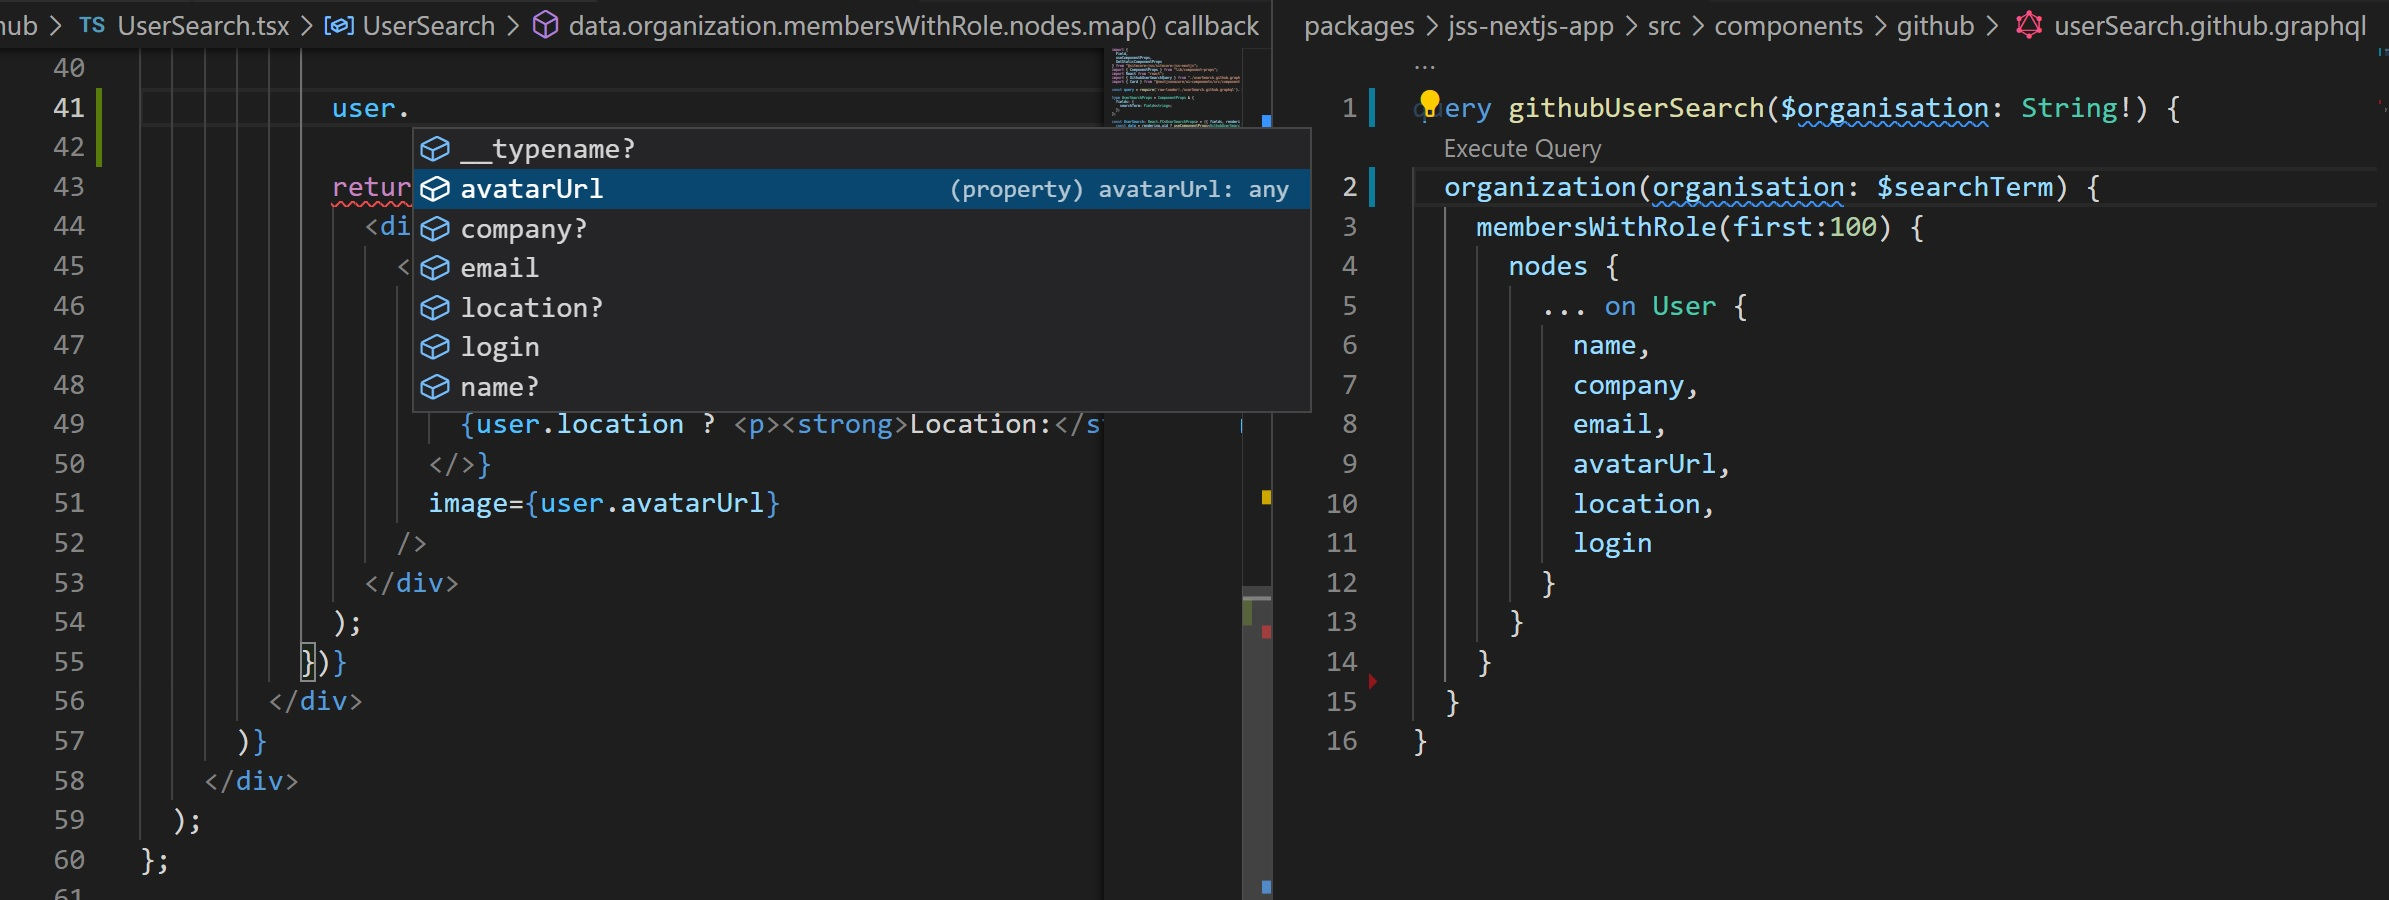 hub > TS UserSearch.tsx > UserSearch > data.organization.membersWithRole.nodes.map() callback
40
41 user.
42
43 retur
44 <di
45 <
46
47
48
49 {user.location ? <p><strong>Location:</s
50 </>}
51 image={user.avatarUrl}
52 />
53 </div>
54 );
55 })}
56 </div>
57 )}
58 </div>
59 );
60 };
61
__typename?
avatarUrl (property) avatarUrl: any
company?
email
location?
login
name?
packages > jss-nextjs-app > src > components > github > userSearch.github.graphql
...
1 query githubUserSearch($organisation: String!) {
Execute Query
2 organization(organisation: $searchTerm) {
3 membersWithRole(first:100) {
4 nodes {
5 ... on User {
6 name,
7 company,
8 email,
9 avatarUrl,
10 location,
11 login
12 }
13 }
14 }
15 }
16 }